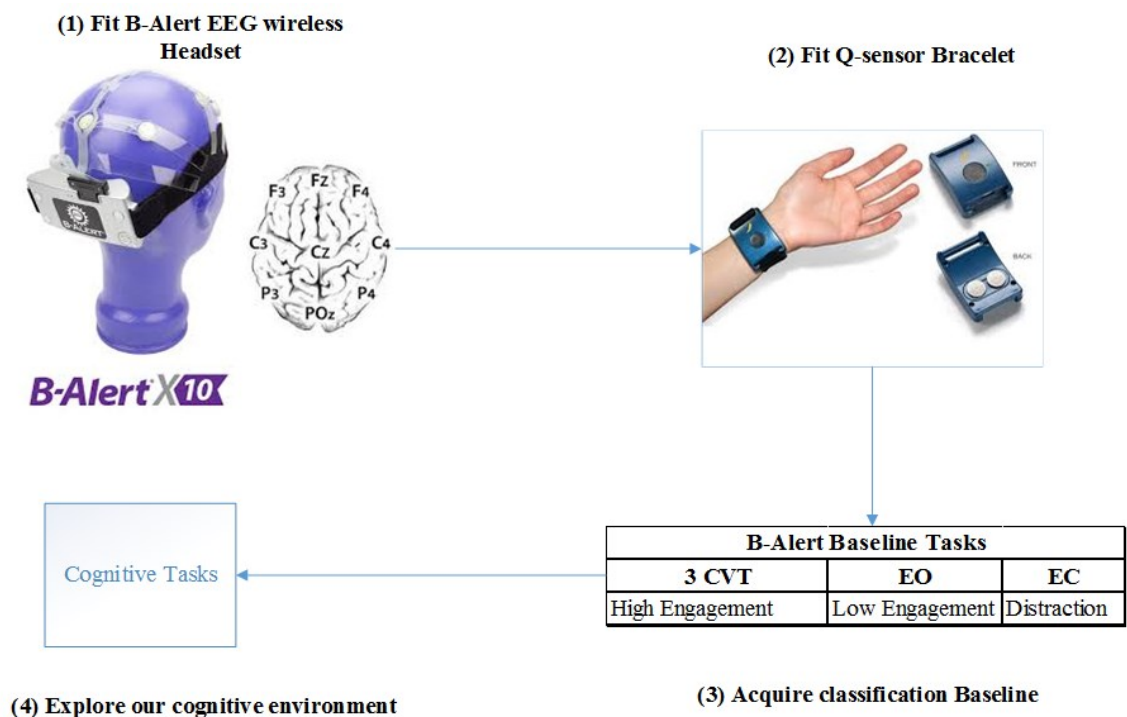 (1) Fit B-Alert EEG wireless
Headset
(2) Fit Q-sensor Bracelet
B-ALERT
F3 Fz F4
C3 Cz C4
P3 P4
POz
FRONT
BACK
B-Alert X10
B-Alert Baseline Tasks
3 CVT EO EC
High Engagement Low Engagement Distraction
Cognitive Tasks
(3) Acquire classification Baseline
(4) Explore our cognitive environment